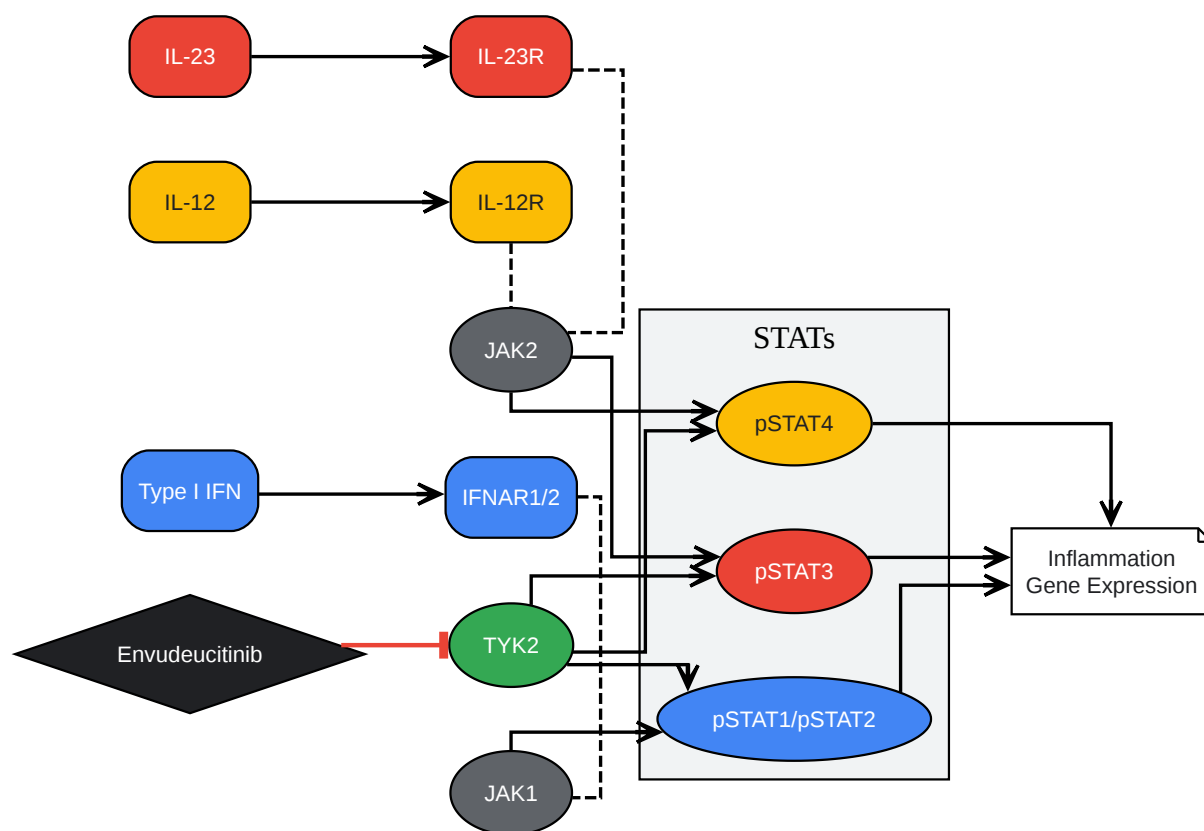 IL-23
IL-23R
IL-12
IL-12R
JAK2
STATs
pSTAT4
Type I IFN
IFNAR1/2
pSTAT3
Inflammation
Gene Expression
Envudeucitinib
TYK2
pSTAT1/pSTAT2
JAK1